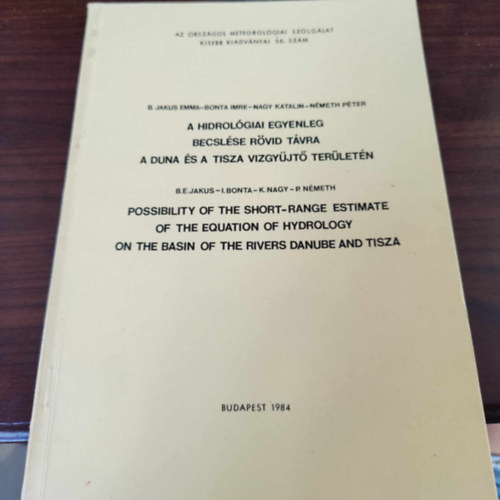 AZ ORSZÁGOS METEOROLÓGIAI SZOLGÁLAT
KISEBB KIADVÁNYAI 56. SZÁM
B. JAKUS EMMA-BONTA IMRE-NAGY KATALIN-NÉMETH PÉTER
A HIDROLÓGIAI EGYENLEG
BECSLÉSE RÖVID TÁVRA
A DUNA ÉS A TISZA VIZGYÜJTŐ TERÜLETÉN
B.E.JAKUS-I.BONTA-K.NAGY-P.NÉMETH
POSSIBILITY OF THE SHORT-RANGE ESTIMATE
OF THE EQUATION OF HYDROLOGY
ON THE BASIN OF THE RIVERS DANUBE AND TISZA
BUDAPEST 1984